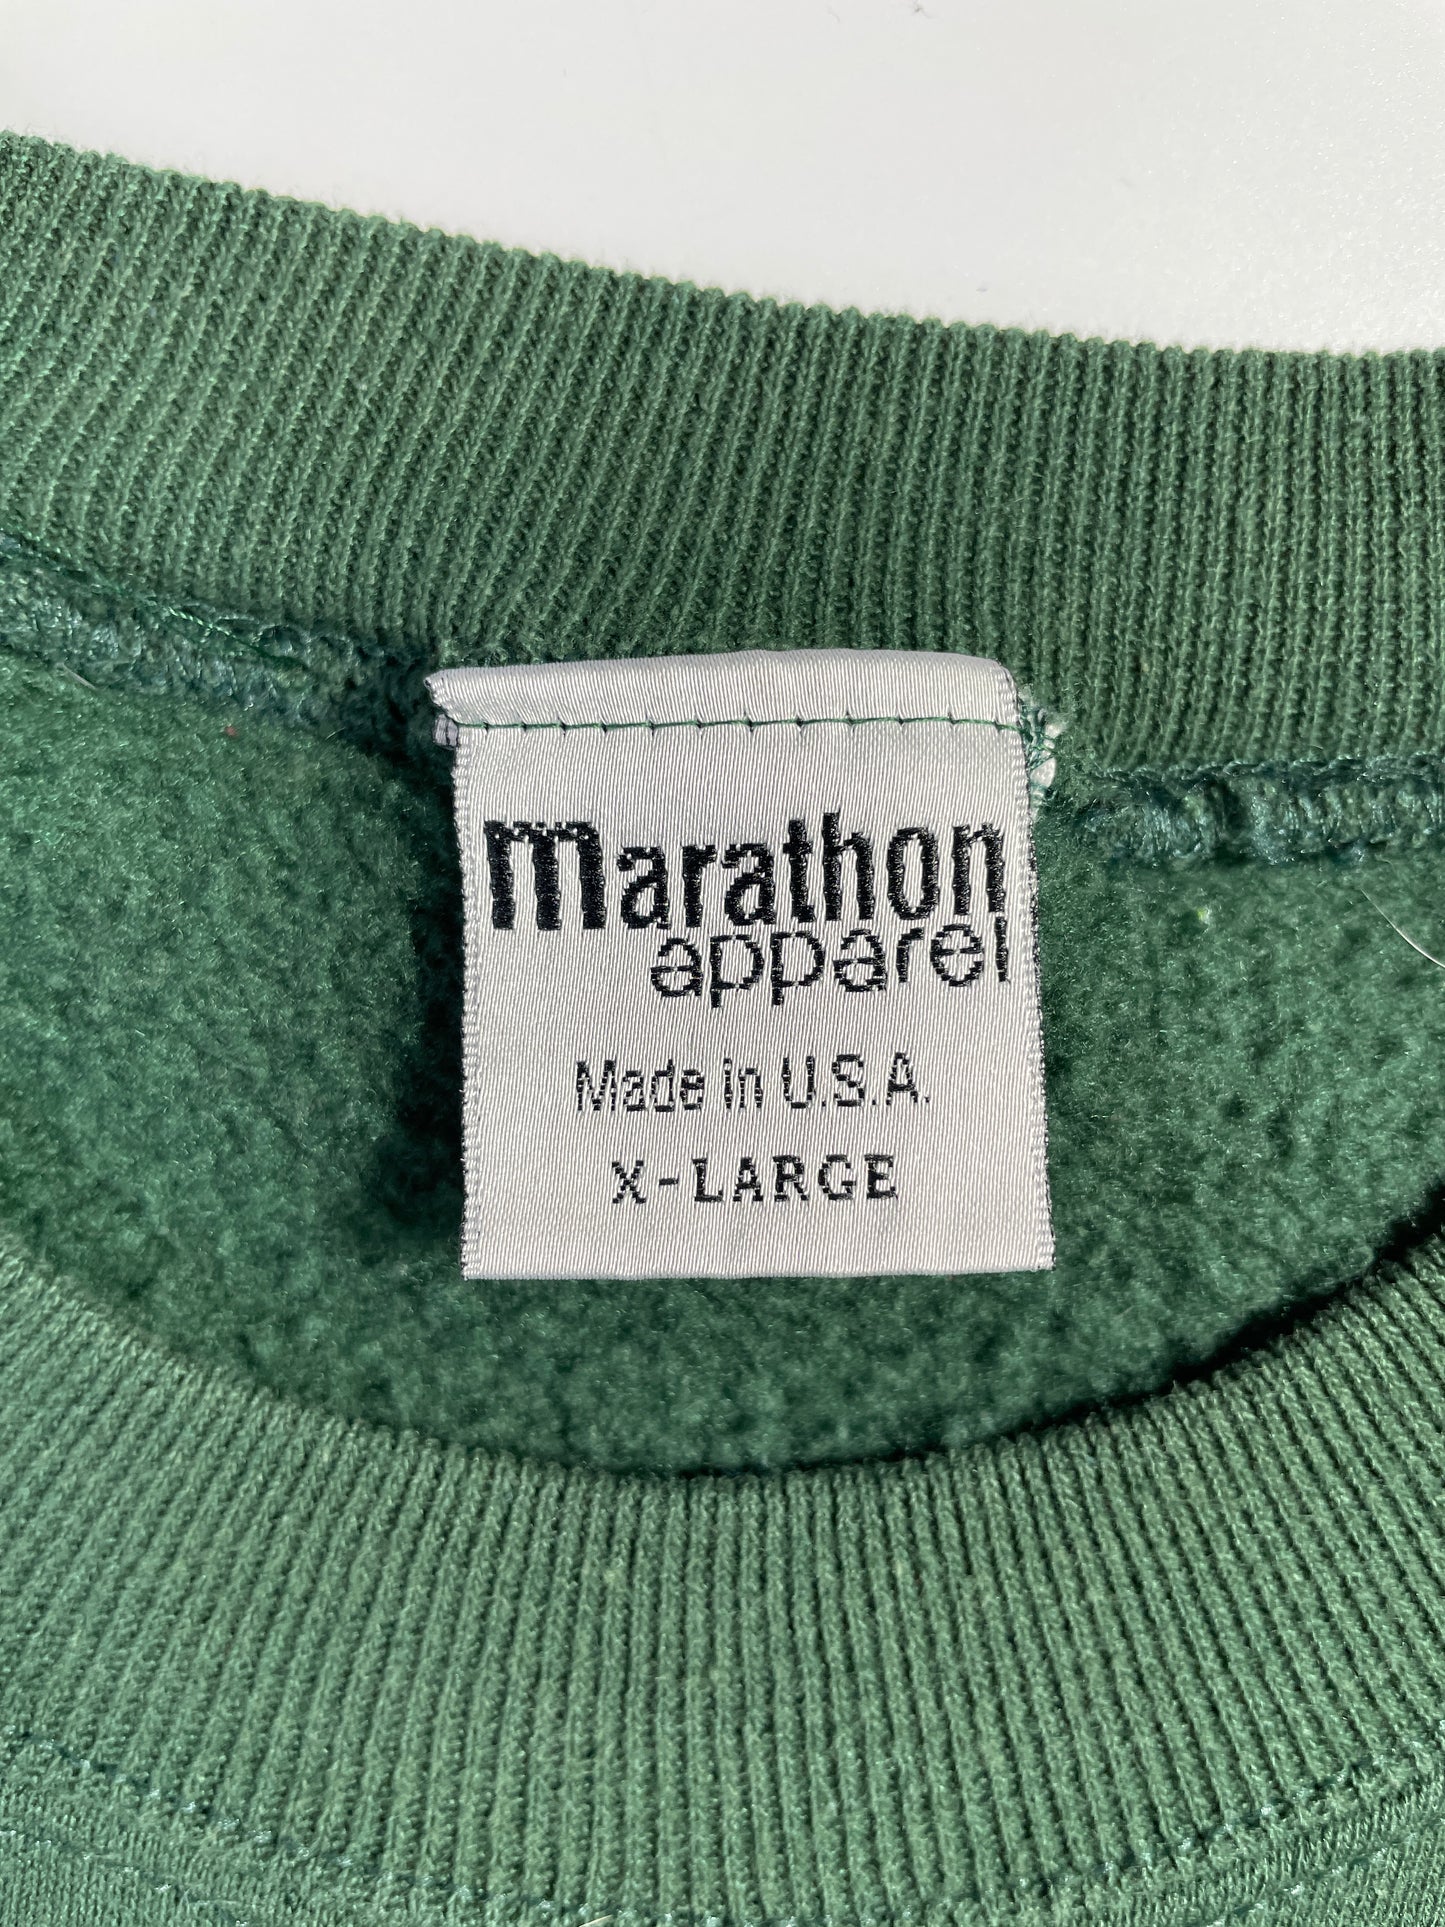 marathon
apparel
Made in U.S.A.
X-LARGE